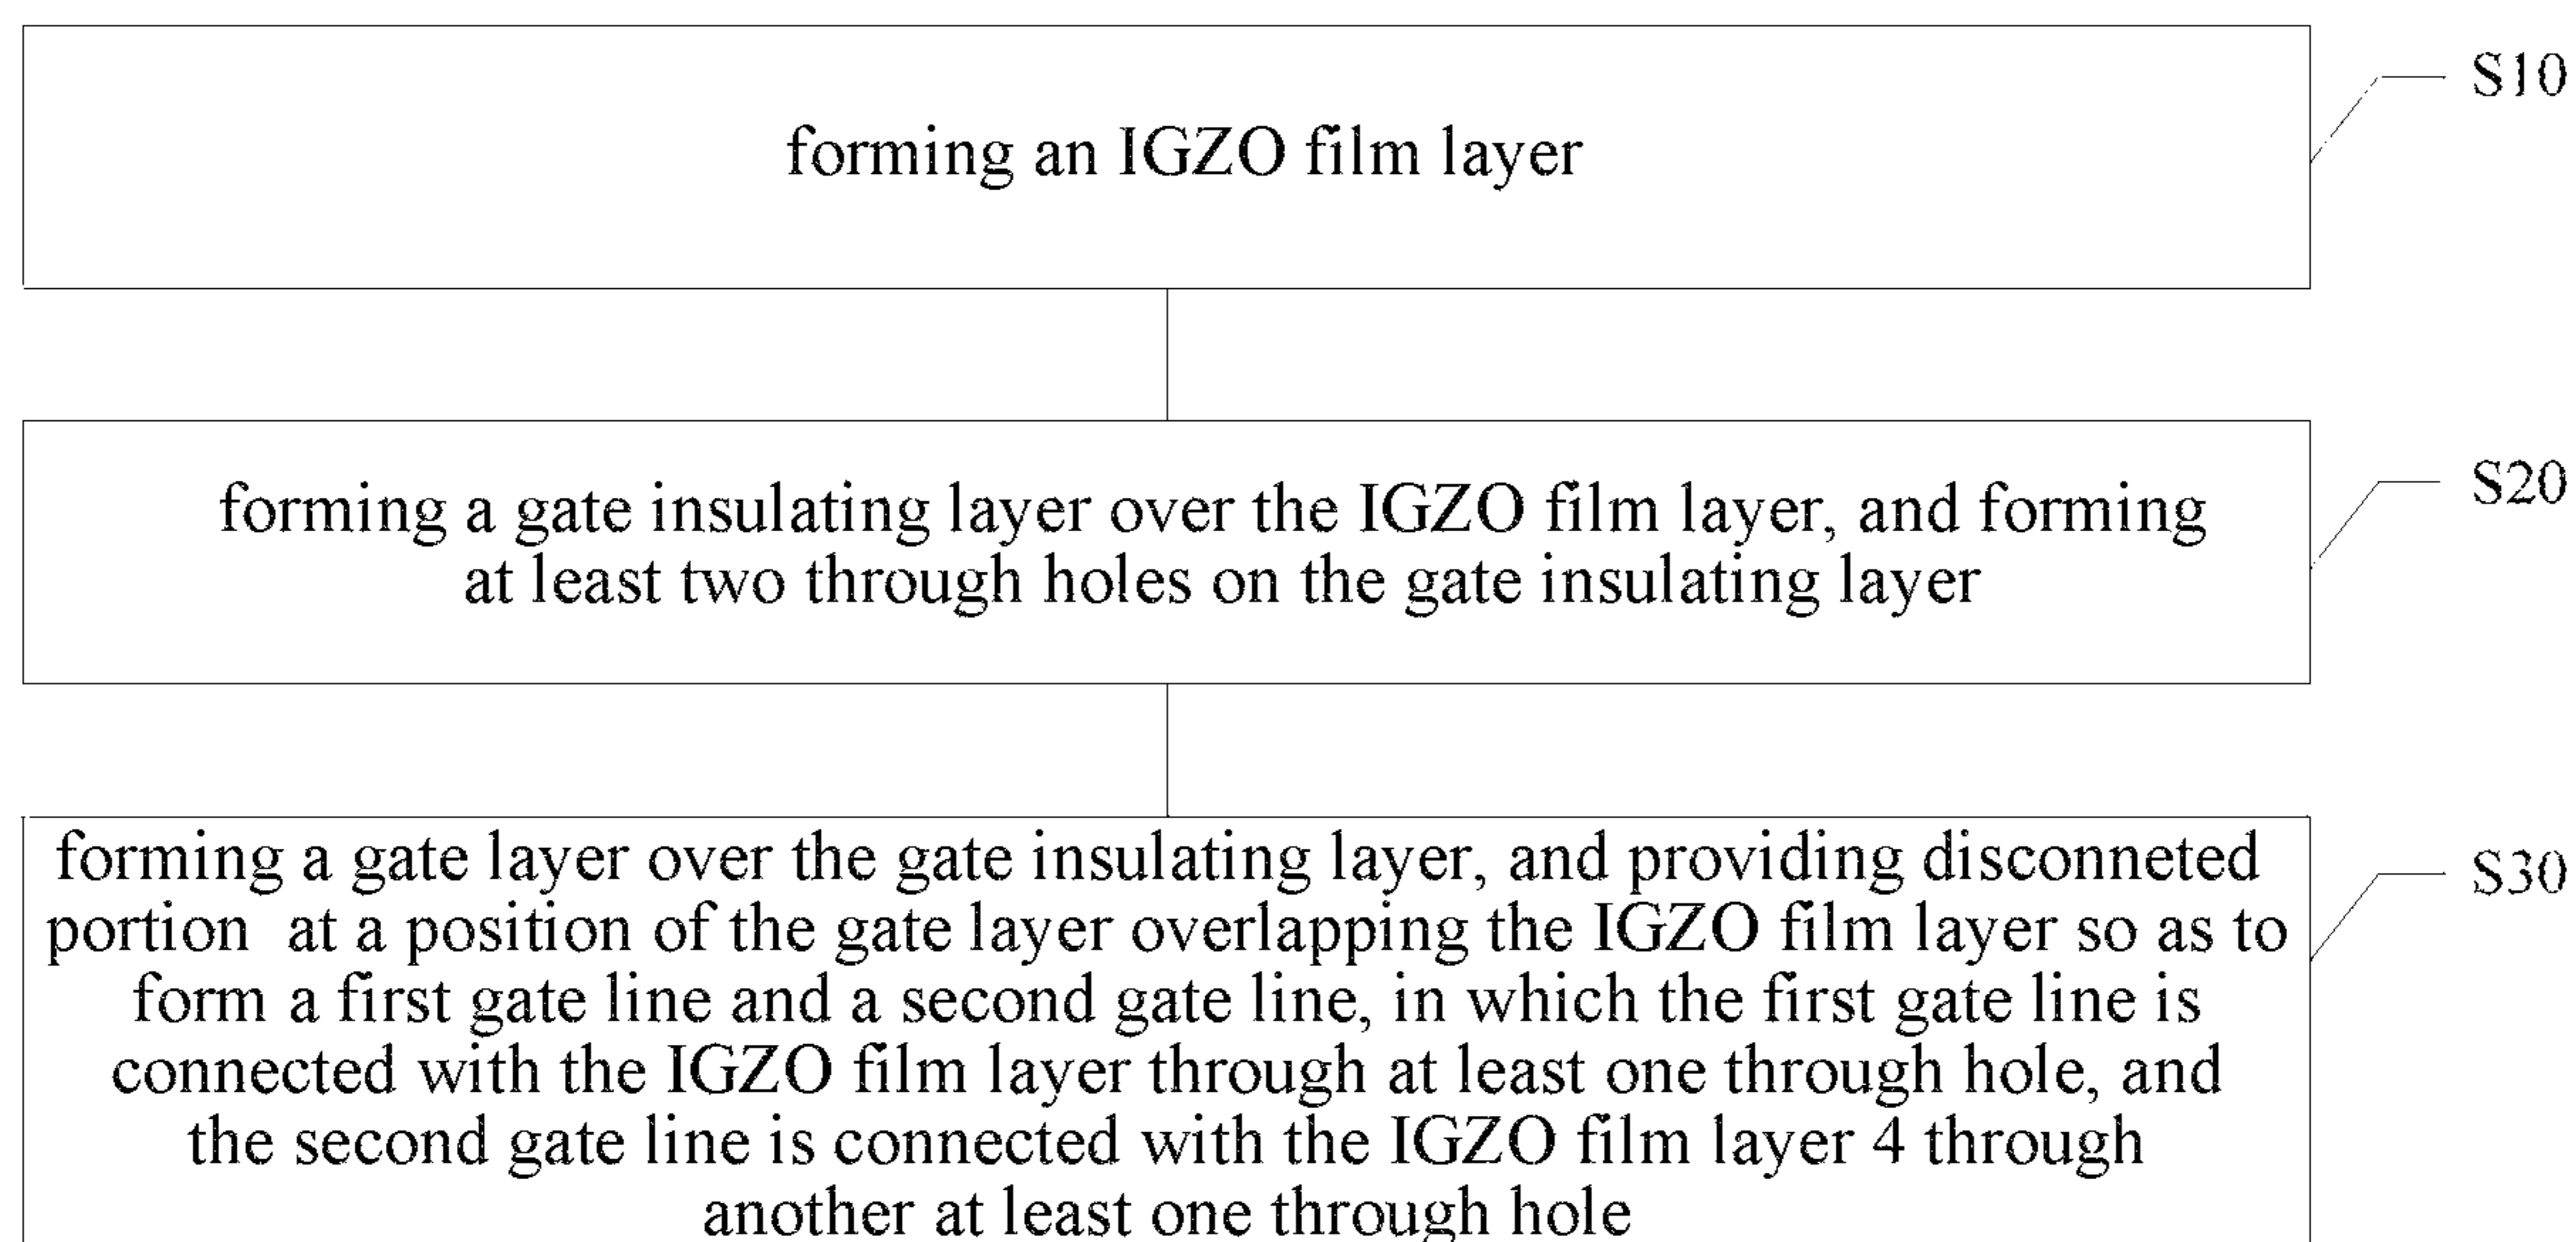 forming an IGZO film layer
S10
forming a gate insulating layer over the IGZO film layer, and forming
at least two through holes on the gate insulating layer
S20
forming a gate layer over the gate insulating layer, and providing disconneted
portion at a position of the gate layer overlapping the IGZO film layer so as to
form a first gate line and a second gate line, in which the first gate line is
connected with the IGZO film layer through at least one through hole, and
the second gate line is connected with the IGZO film layer 4 through
another at least one through hole
S30